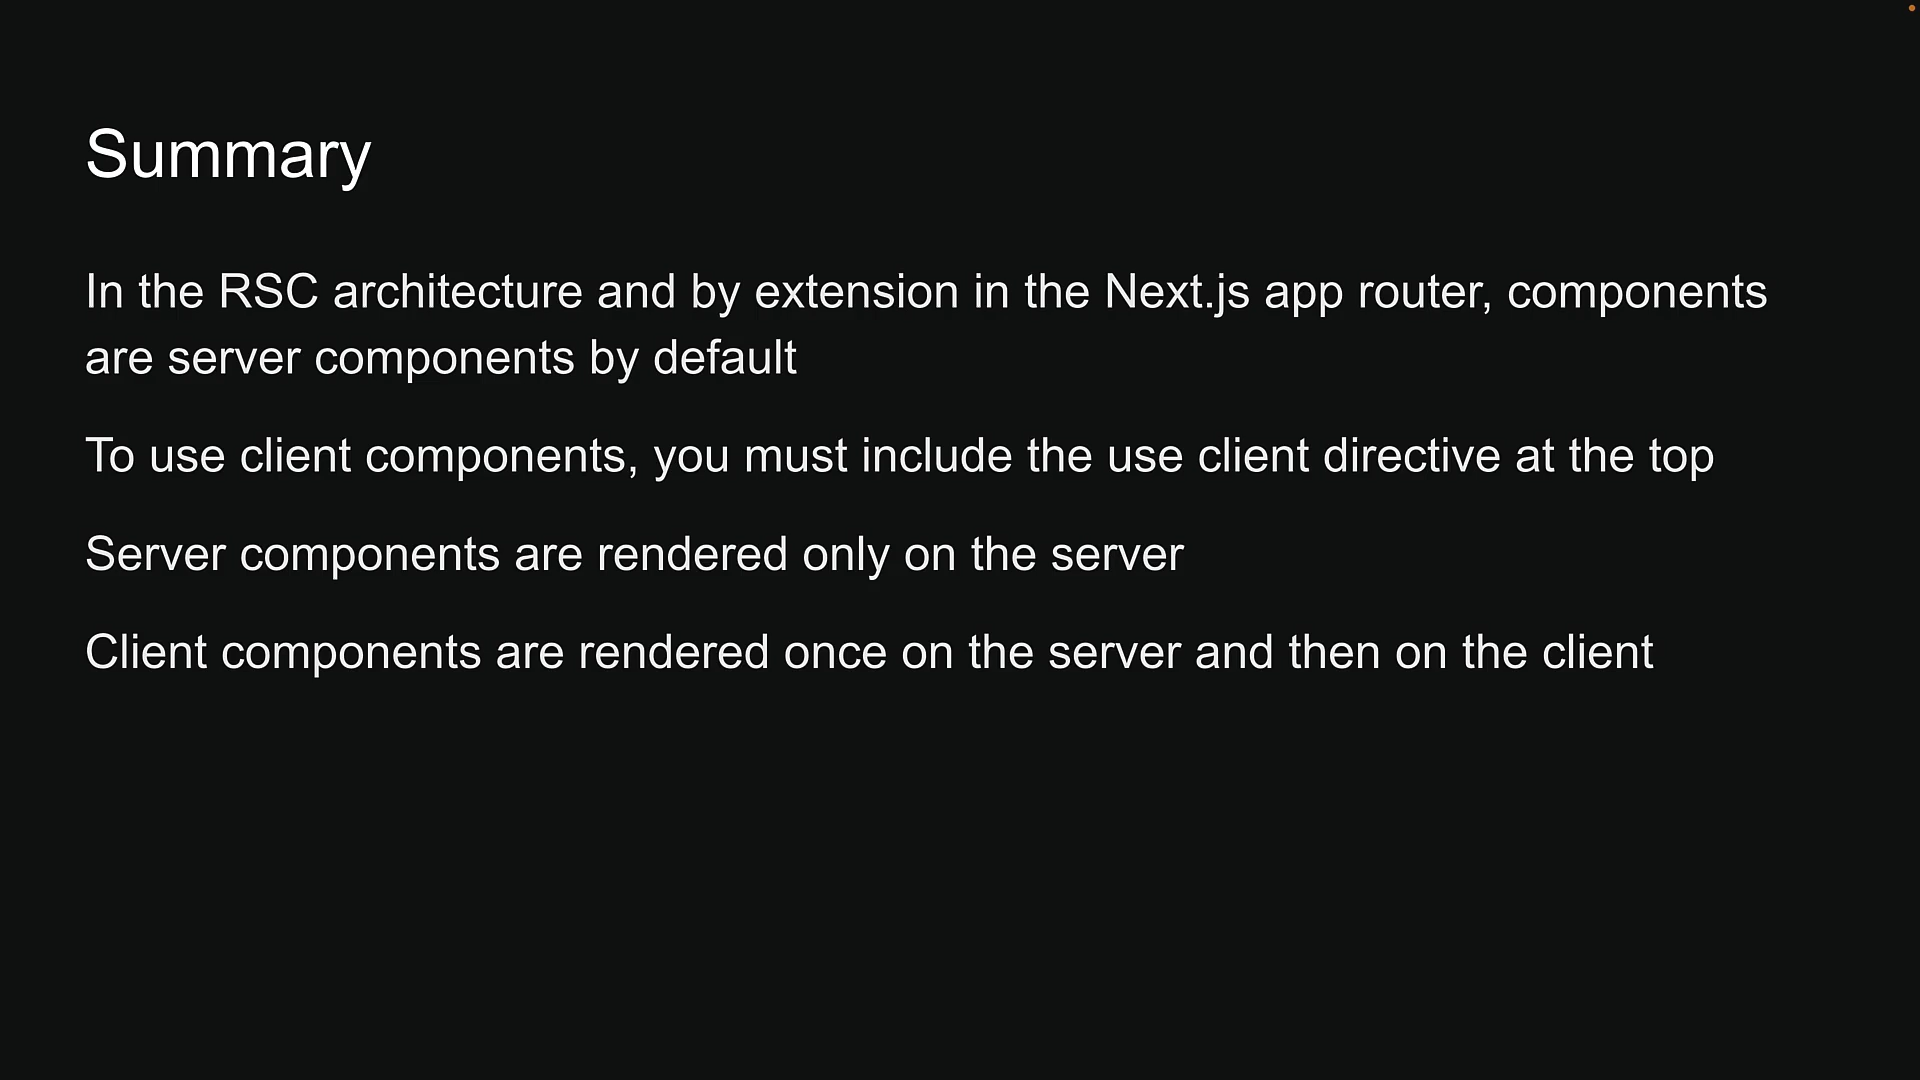 Summary
In the RSC architecture and by extension in the Next.js app router, components
are server components by default
To use client components, you must include the use client directive at the top
Server components are rendered only on the server
Client components are rendered once on the server and then on the client